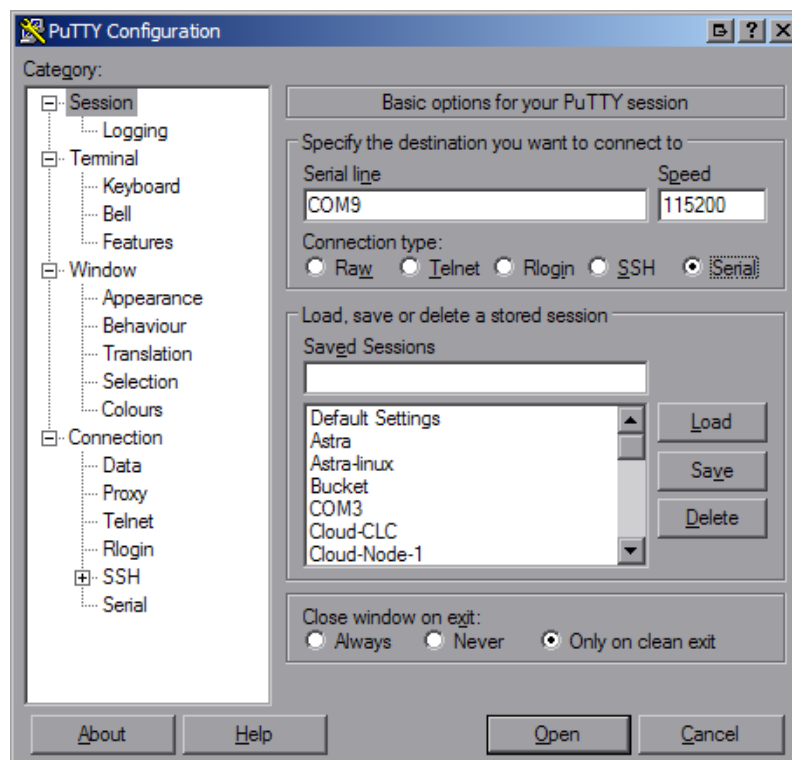 PuTTY Configuration
?
Category:
Session
Logging
Terminal
Keyboard
Bell
Features
Window
Appearance
Behaviour
Translation
Selection
Colours
Connection
Data
Proxy
Telnet
Rlogin
SSH
Serial
Basic options for your PuTTY session
Specify the destination you want to connect to
Serial line Speed
COM9 115200
Connection type:
Raw Telnet Rlogin SSH Serial
Load, save or delete a stored session
Saved Sessions
Default Settings
Astra
Astra-linux
Bucket
COM3
Cloud-CLC
Cloud-Node-1
Load
Save
Delete
Close window on exit:
Always Never Only on clean exit
About Help Open Cancel